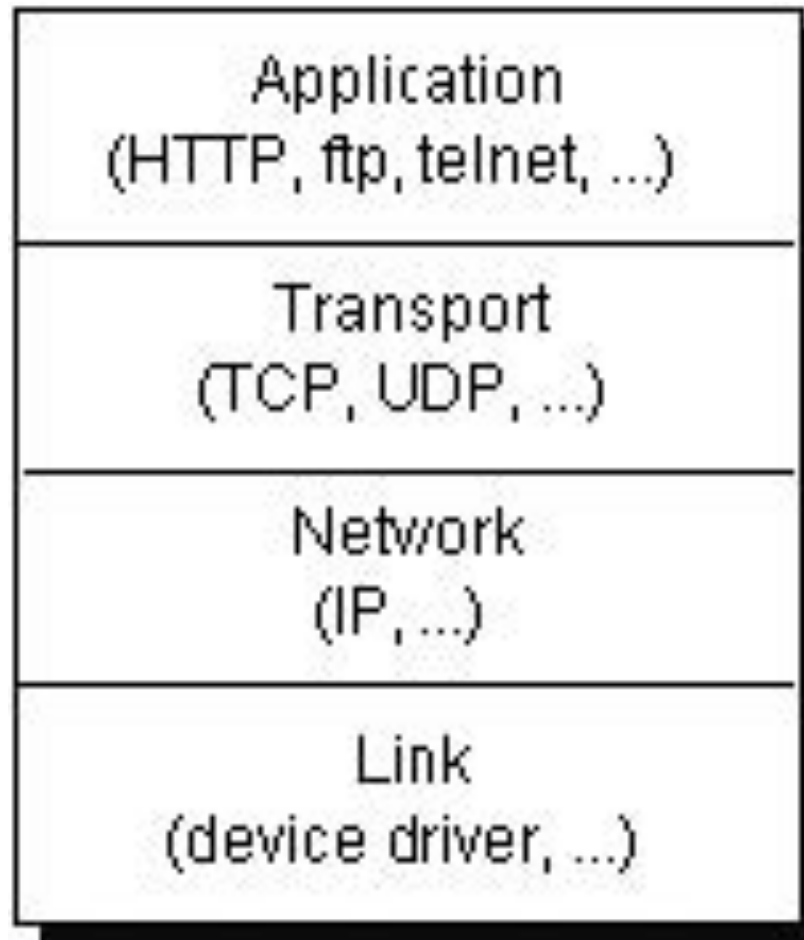 Application
(HTTP, ftp, telnet, ...)
Transport
(TCP, UDP, ...)
Network
(IP, ...)
Link
(device driver, ...)